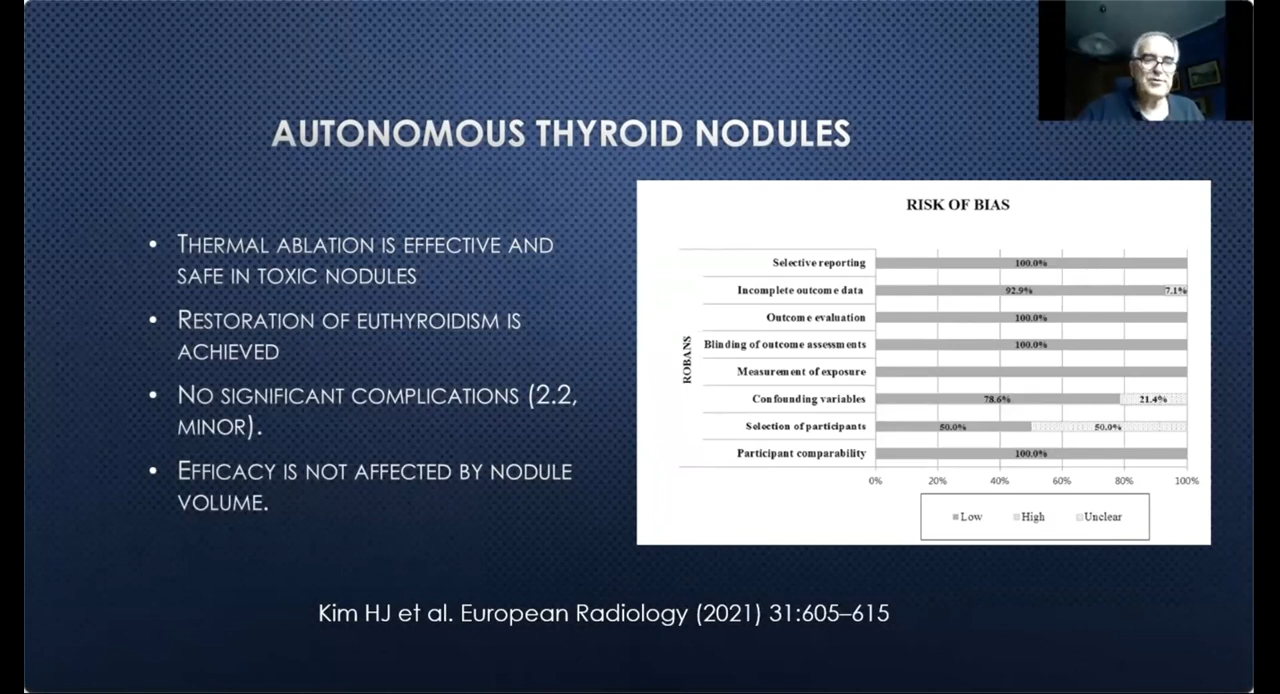 AUTONOMOUS THYROID NODULES
• THERMAL ABLATION IS EFFECTIVE AND
SAFE IN TOXIC NODULES
• RESTORATION OF EUTHYROIDISM IS
ACHIEVED
• NO SIGNIFICANT COMPLICATIONS (2.2,
MINOR).
• EFFICACY IS NOT AFFECTED BY NODULE
VOLUME.
RISK OF BIAS
ROBANS
Selective reporting 100.0%
Incomplete outcome data 92.9% 7.1%
Outcome evaluation 100.0%
Blinding of outcome assessments 100.0%
Measurement of exposure
Confounding variables 78.6% 21.4%
Selection of participants 50.0% 50.0%
Participant comparability 100.0%
0% 20% 40% 60% 80% 100%
Low High Unclear
Kim HJ et al. European Radiology (2021) 31:605–615